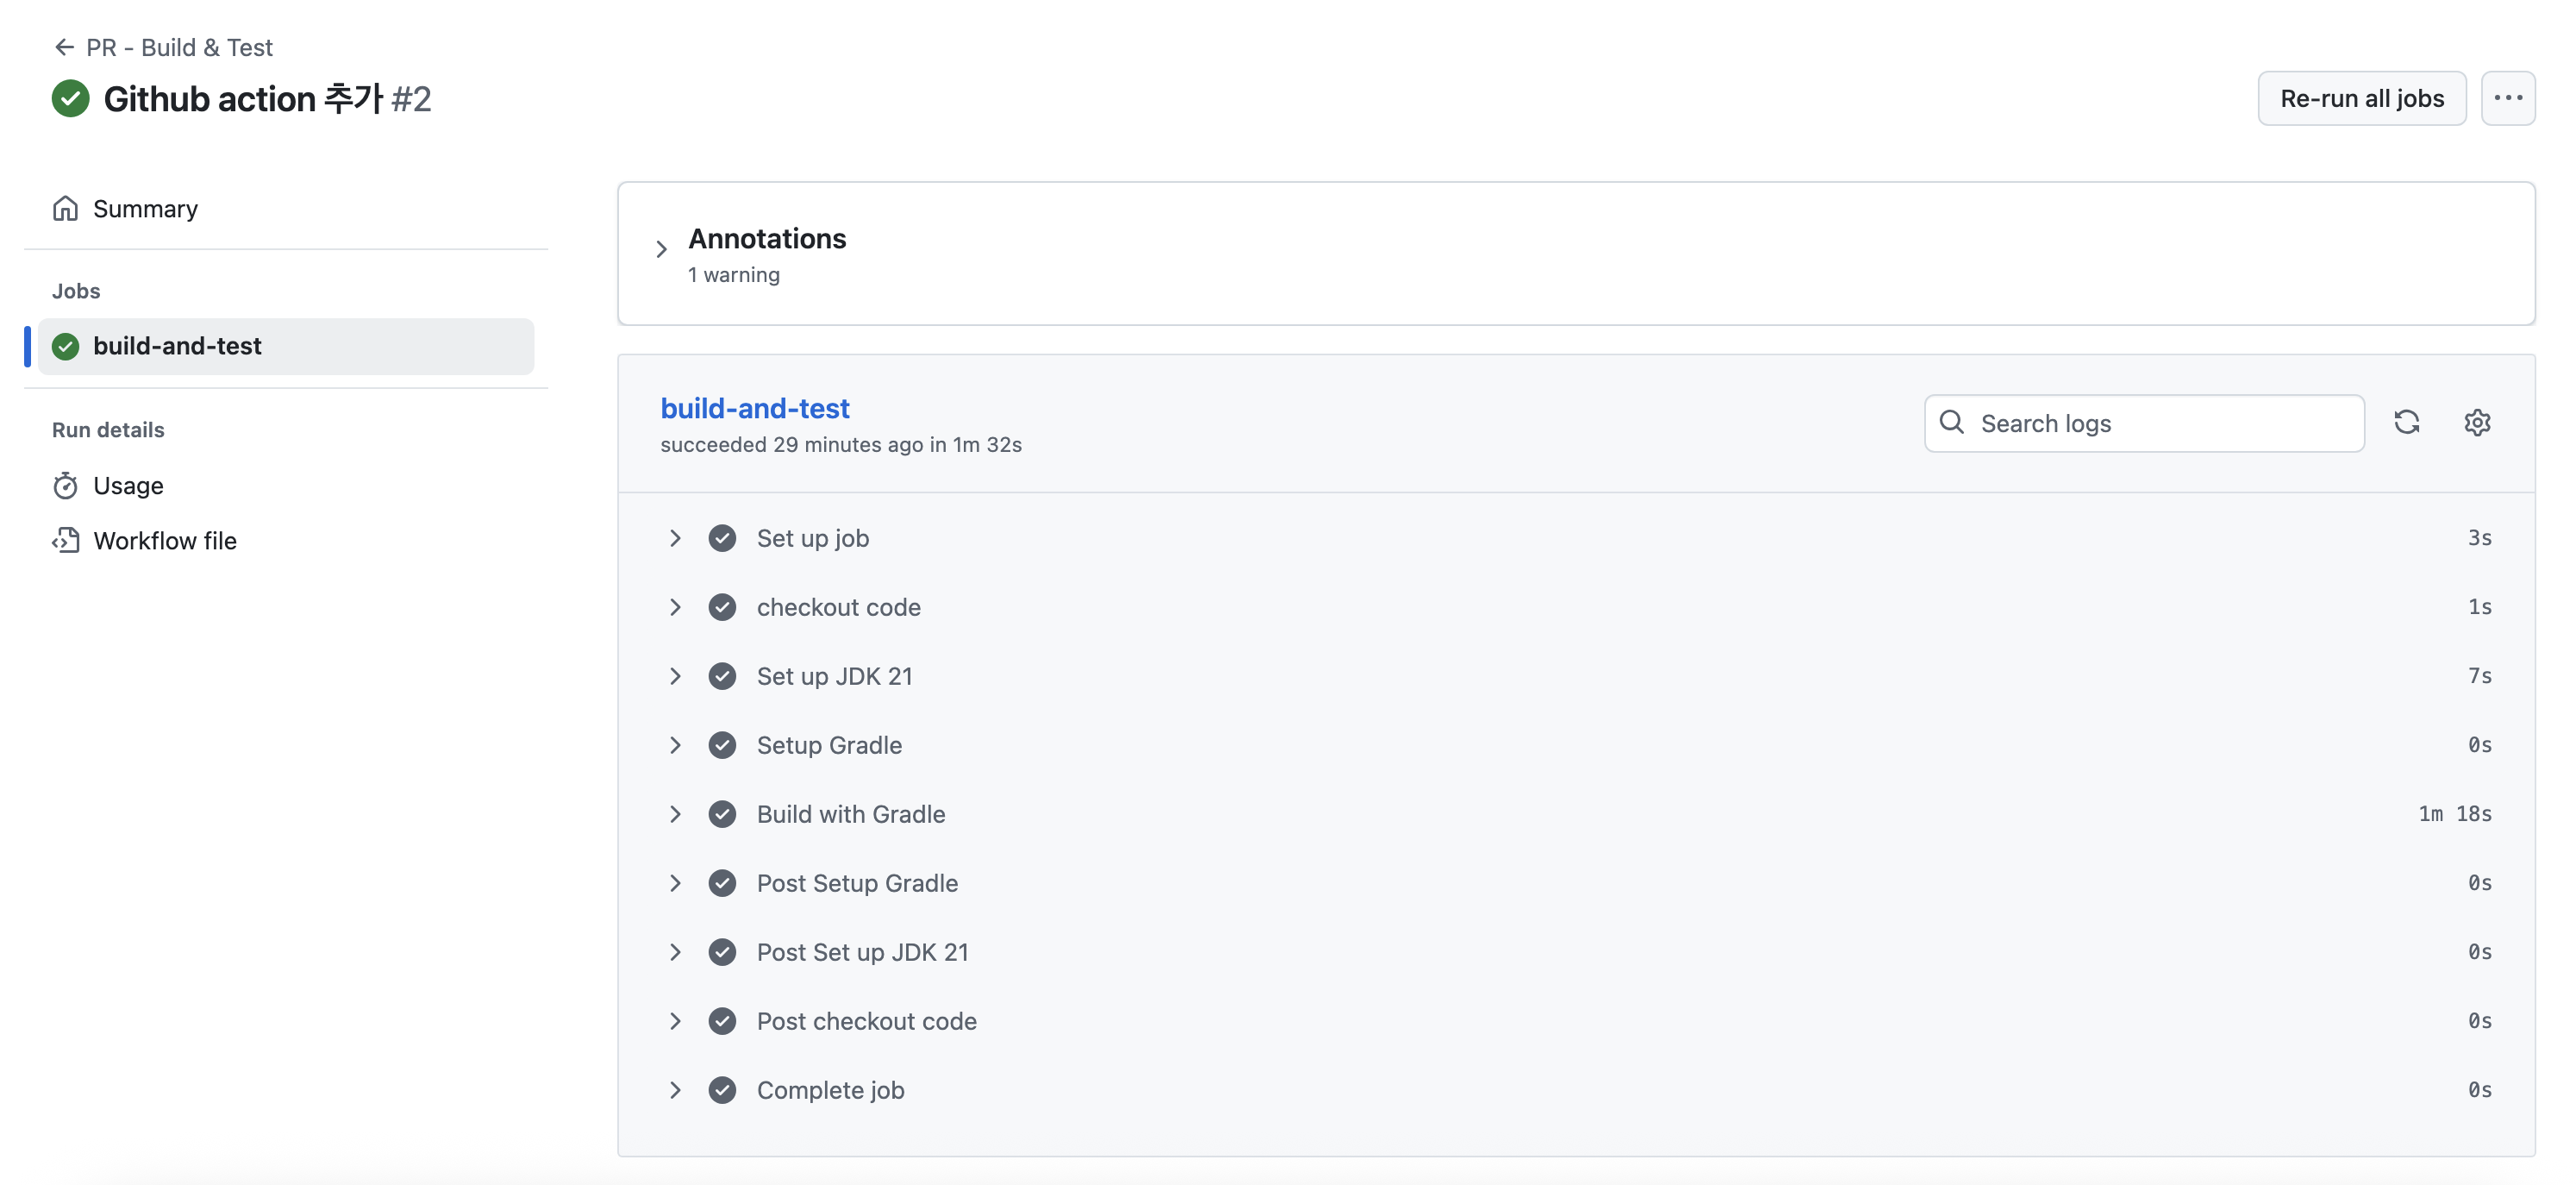 PR - Build & Test
Github action 추가 #2
Re-run all jobs
Summary
Jobs
build-and-test
Run details
Usage
Workflow file
Annotations
1 warning
build-and-test
succeeded 29 minutes ago in 1m 32s
Search logs
Set up job 3s
checkout code 1s
Set up JDK 21 7s
Setup Gradle 0s
Build with Gradle 1m 18s
Post Setup Gradle 0s
Post Set up JDK 21 0s
Post checkout code 0s
Complete job 0s